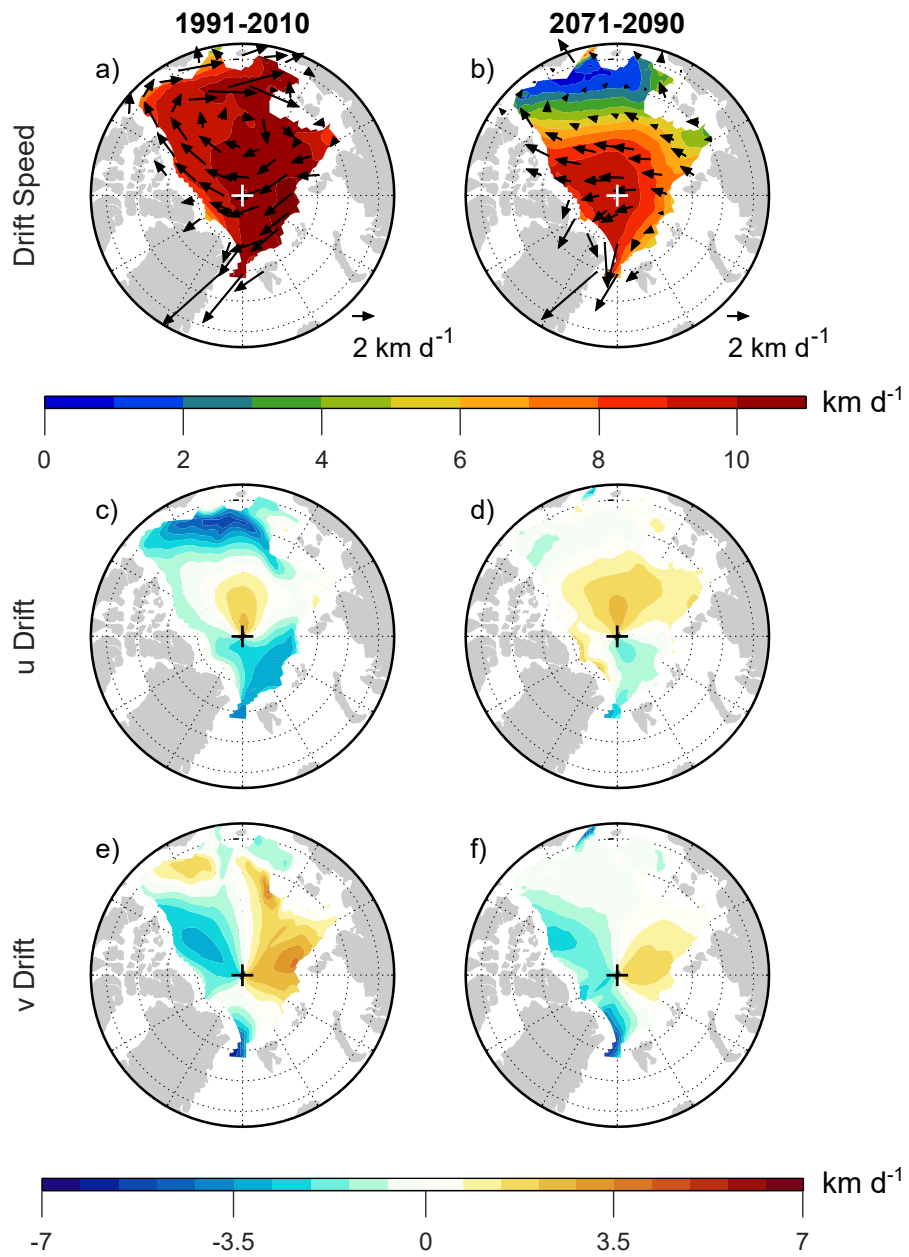 1991-2010
2071-2090
a)
b)
Drift Speed
2 km d-1
2 km d-1
km d-1
0 2 4 6 8 10
c)
d)
u Drift
e)
f)
v Drift
km d-1
-7 -3.5 0 3.5 7